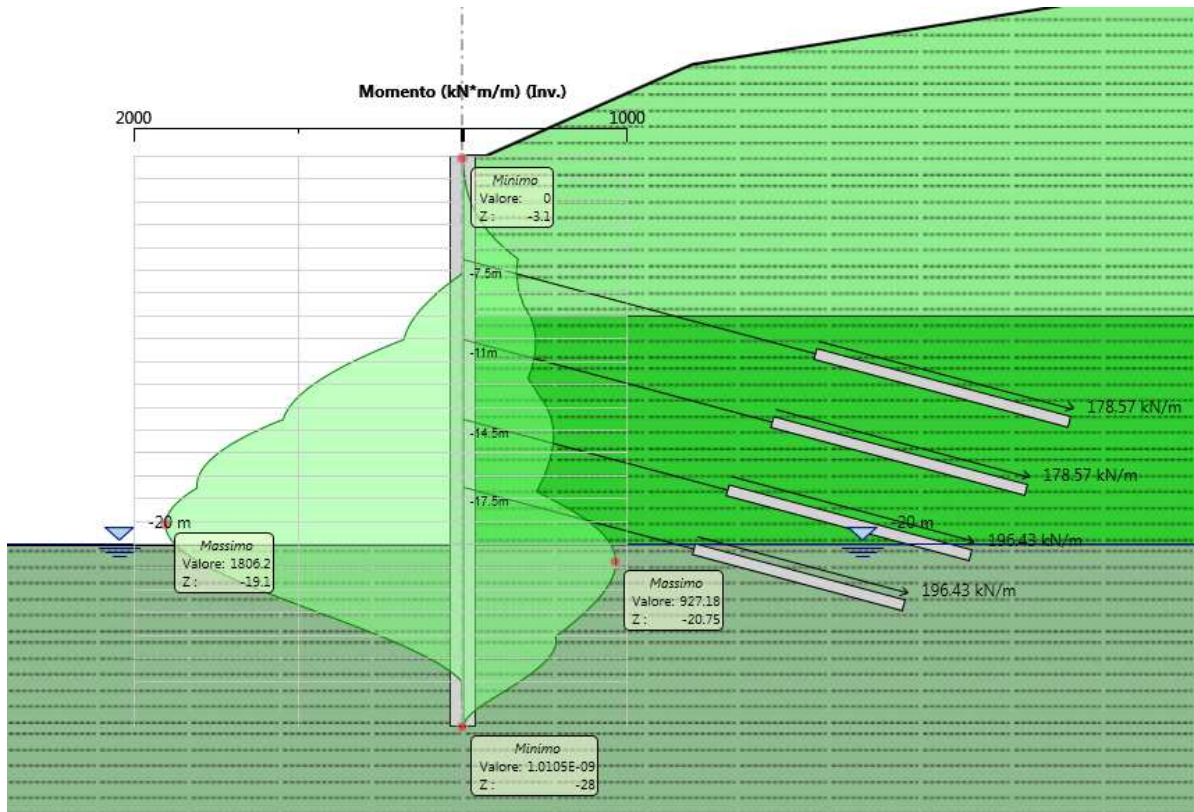 Momento (kN*m/m) (Inv.)
2000
1000
Minimo
Valore: 0
Z : -3.1
-7.5m
-11m
178.57 kN/m
-14.5m
178.57 kN/m
-17.5m
-20 m
-20 m
196.43 kN/m
Massimo
Valore: 1806.2
Z : -19.1
Massimo
Valore: 927.18
Z : -20.75
196.43 kN/m
Minimo
Valore: 1.0105E-09
Z : -28